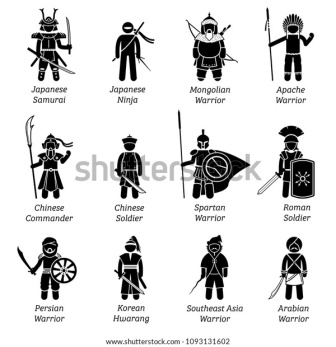 Japanese Samurai
Japanese Ninja
Mongolian Warrior
Apache Warrior
shutterstock
Chinese Commander
Chinese Soldier
Spartan Warrior
Roman Soldier
Persian Warrior
Korean Hwarang
Southeast Asia Warrior
Arabian Warrior
www.shutterstock.com · 1093131602